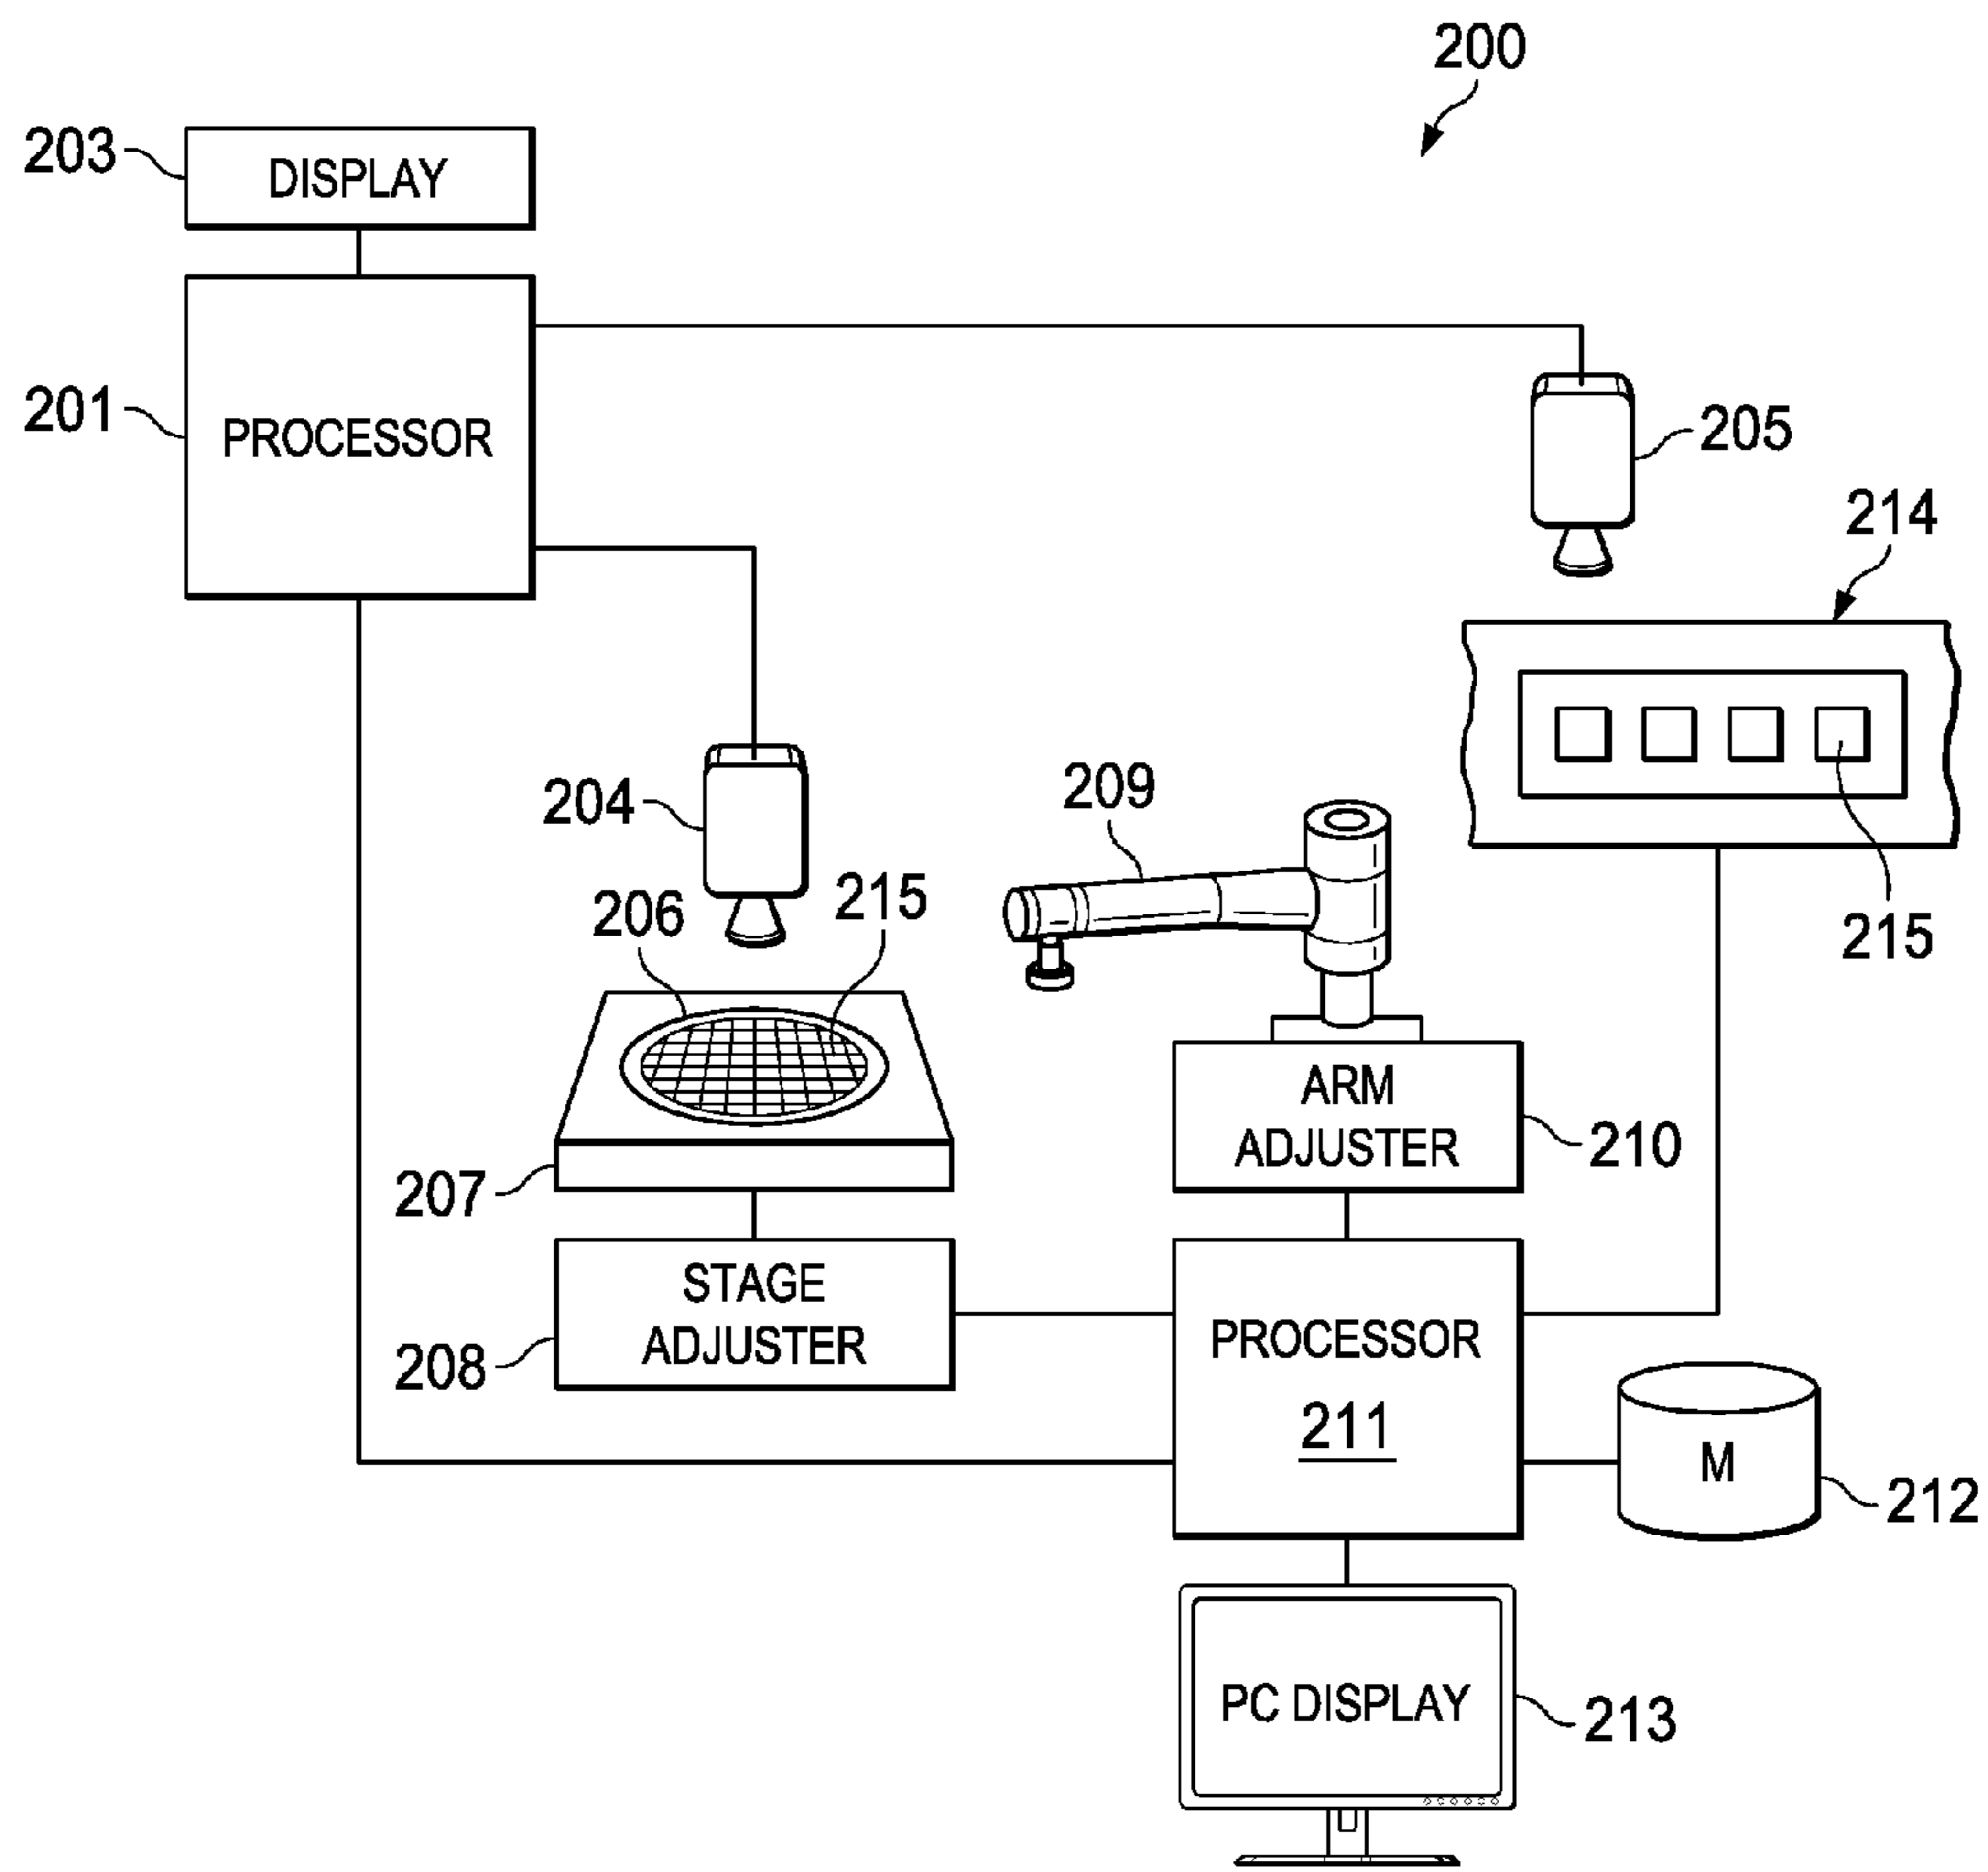 200
203
DISPLAY
201
PROCESSOR
205
214
204
209
206
215
215
ARM
ADJUSTER
210
207
STAGE
ADJUSTER
208
PROCESSOR
211
M
212
PC DISPLAY
213